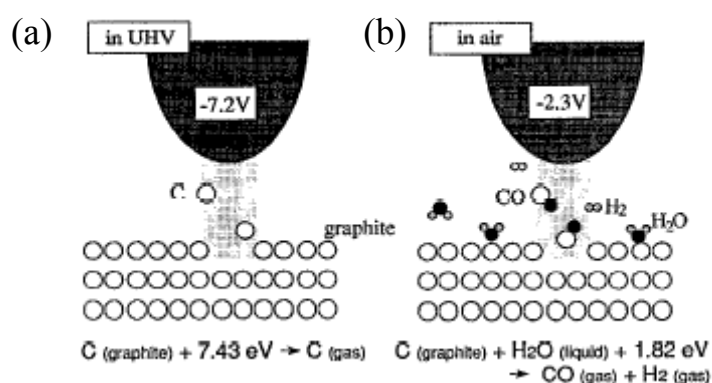 (a)
in UHV
-7.2V
C
graphite
C (graphite) + 7.43 eV → C (gas)
(b)
in air
-2.3V
CO
H2
H2O
C (graphite) + H2O (liquid) + 1.82 eV
→ CO (gas) + H2 (gas)